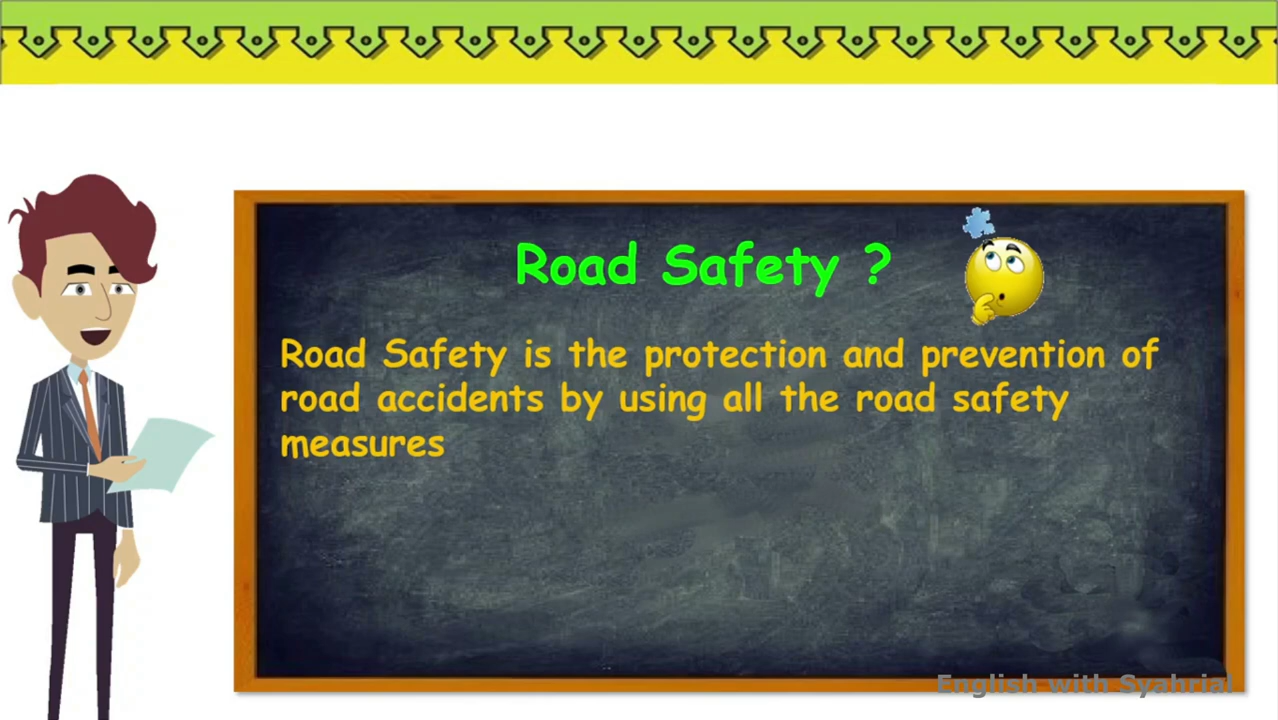 Road Safety ?
Road Safety is the protection and prevention of
road accidents by using all the road safety
measures
English with Syahrial